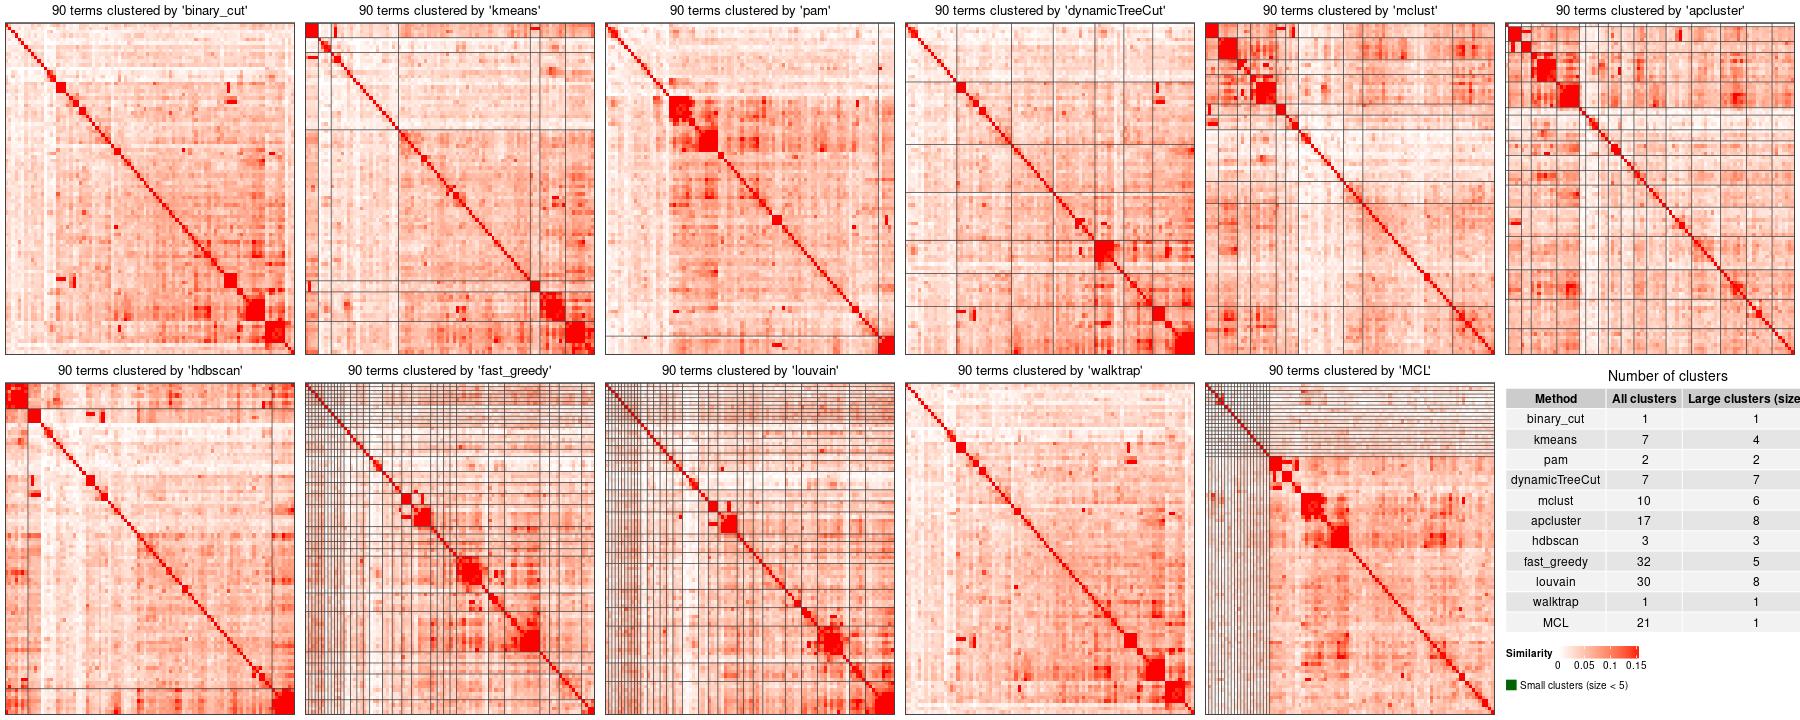 90 terms clustered by 'binary_cut'
90 terms clustered by 'kmeans'
90 terms clustered by 'pam'
90 terms clustered by 'dynamicTreeCut'
90 terms clustered by 'mclust'
90 terms clustered by 'apcluster'
90 terms clustered by 'hdbscan'
90 terms clustered by 'fast_greedy'
90 terms clustered by 'louvain'
90 terms clustered by 'walktrap'
90 terms clustered by 'MCL'
Number of clusters
Method All clusters Large clusters (size
binary_cut 1 1
kmeans 7 4
pam 2 2
dynamicTreeCut 7 7
mclust 10 6
apcluster 17 8
hdbscan 3 3
fast_greedy 32 5
louvain 30 8
walktrap 1 1
MCL 21 1
Similarity
0 0.05 0.1 0.15
Small clusters (size < 5)